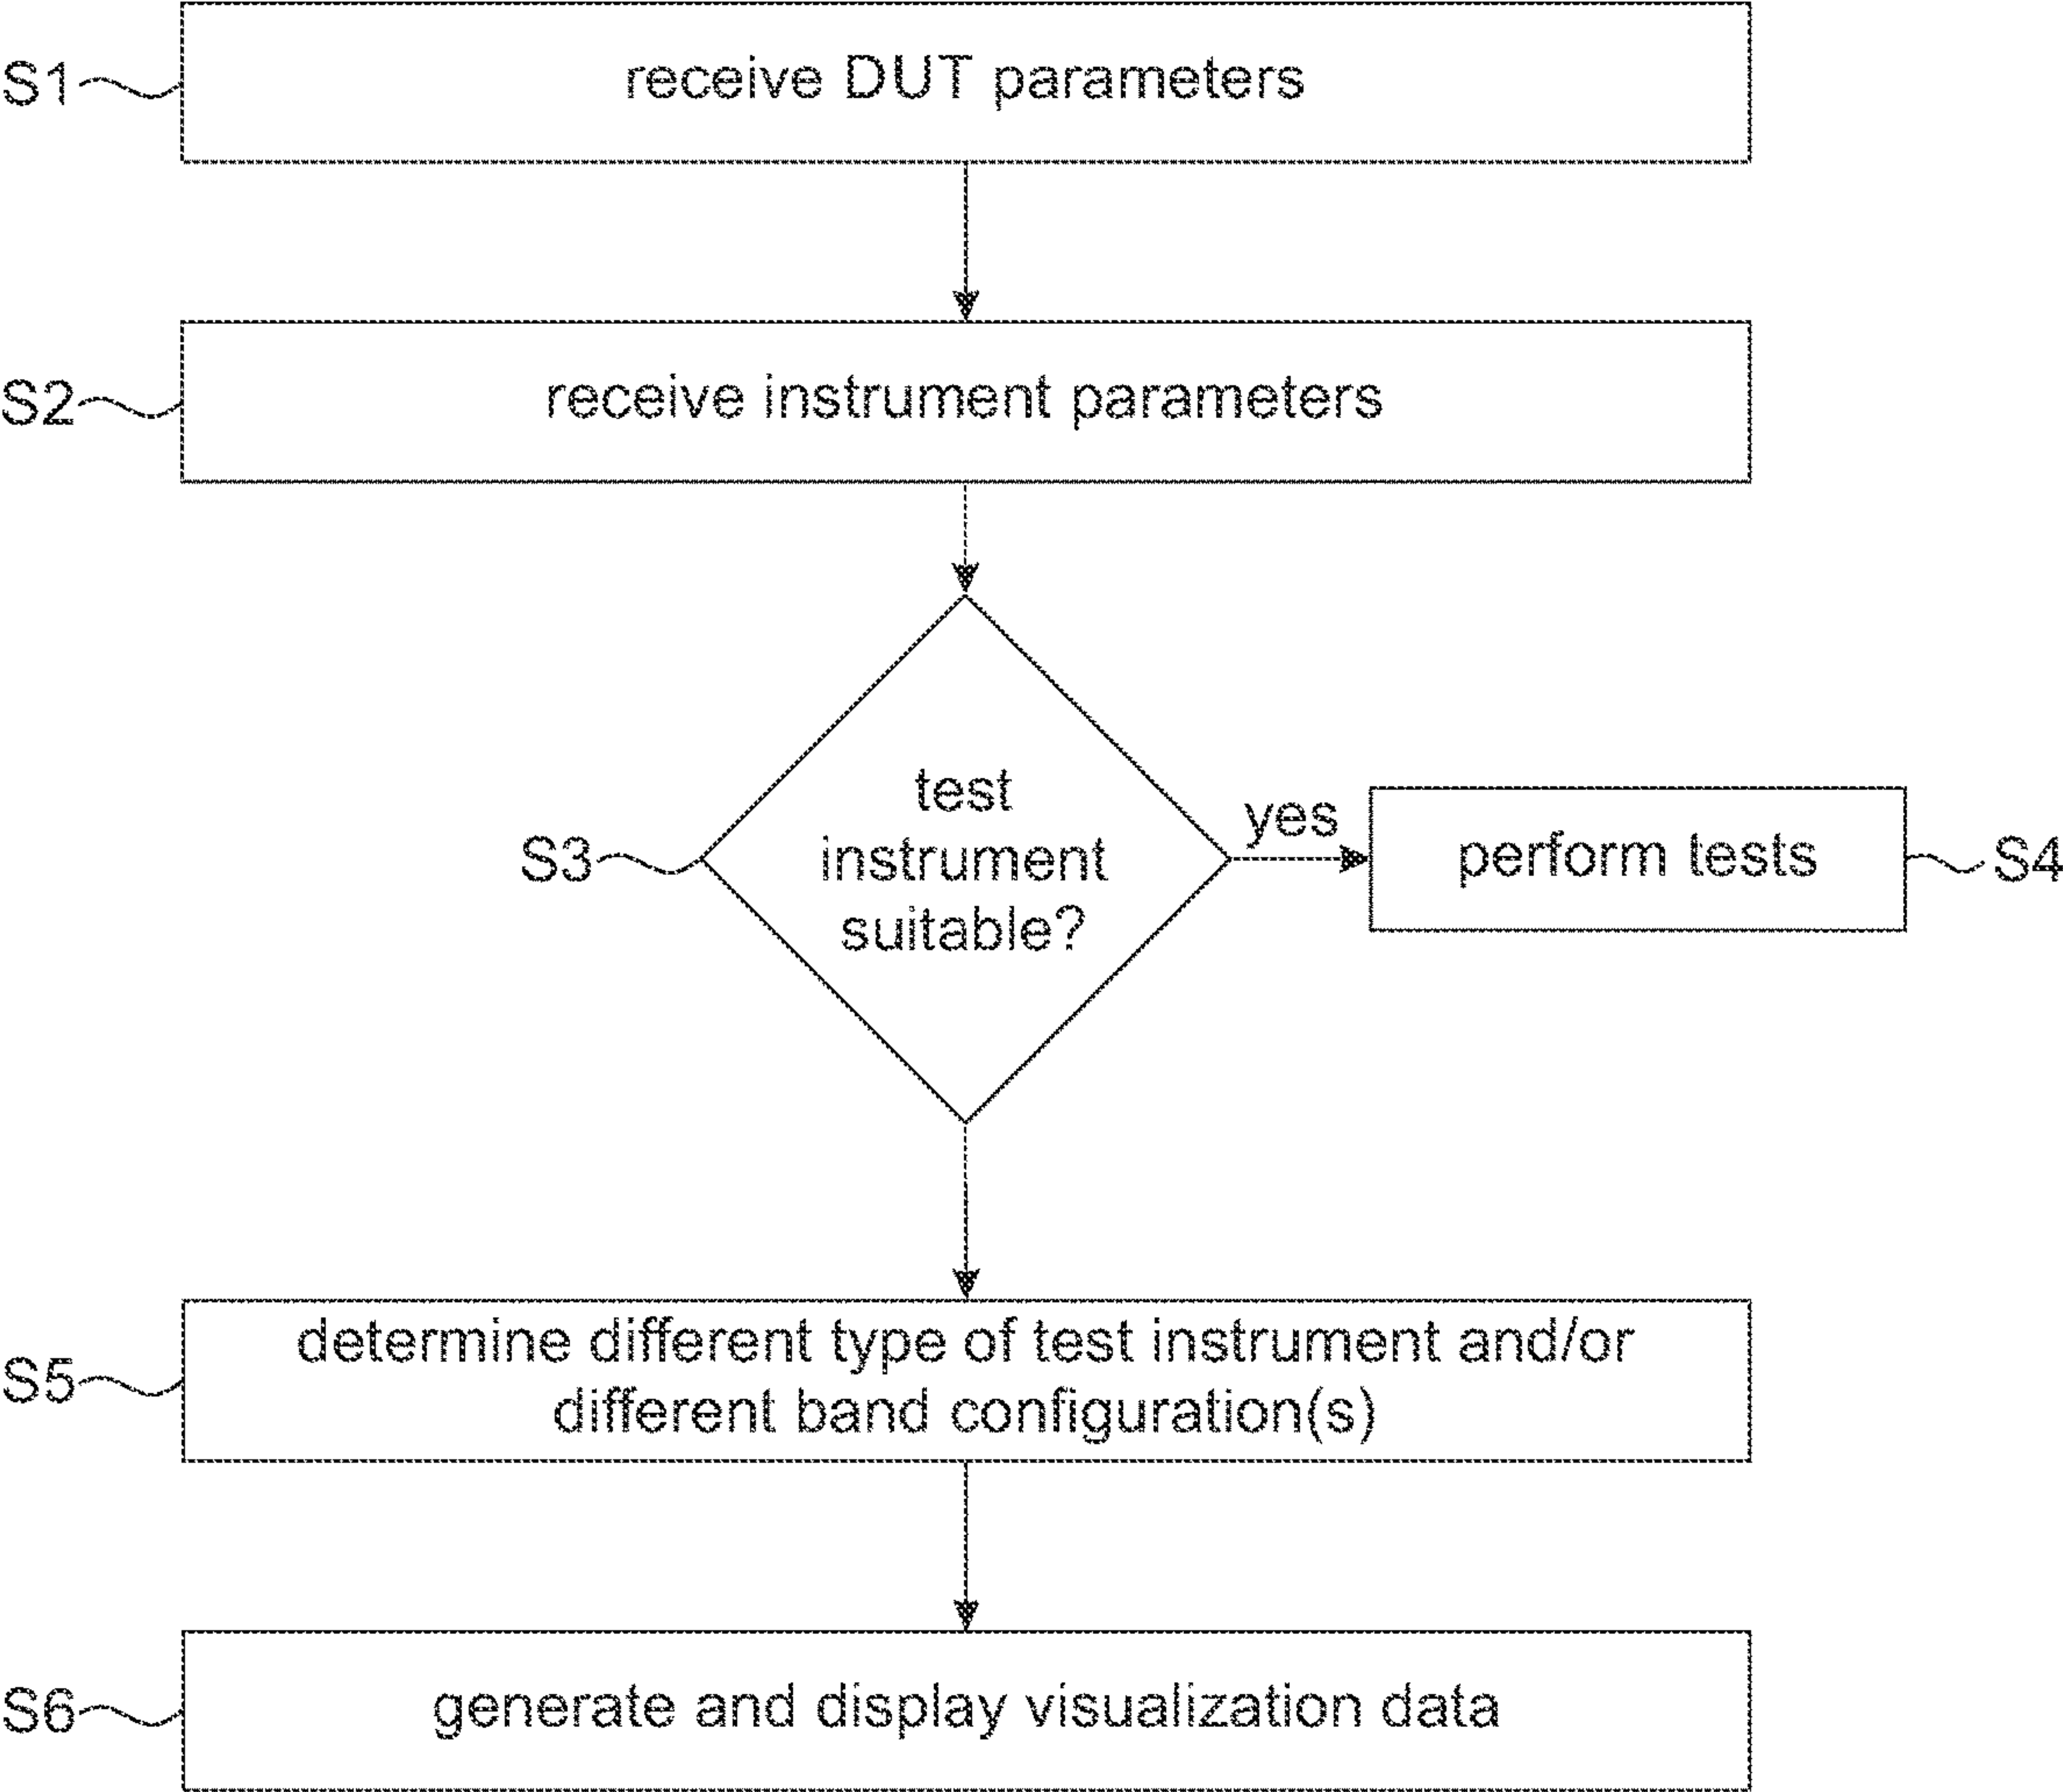 S1
receive DUT parameters
S2
receive instrument parameters
S3
test
instrument
suitable?
yes
perform tests
S4
S5
determine different type of test instrument and/or
different band configuration(s)
S6
generate and display visualization data